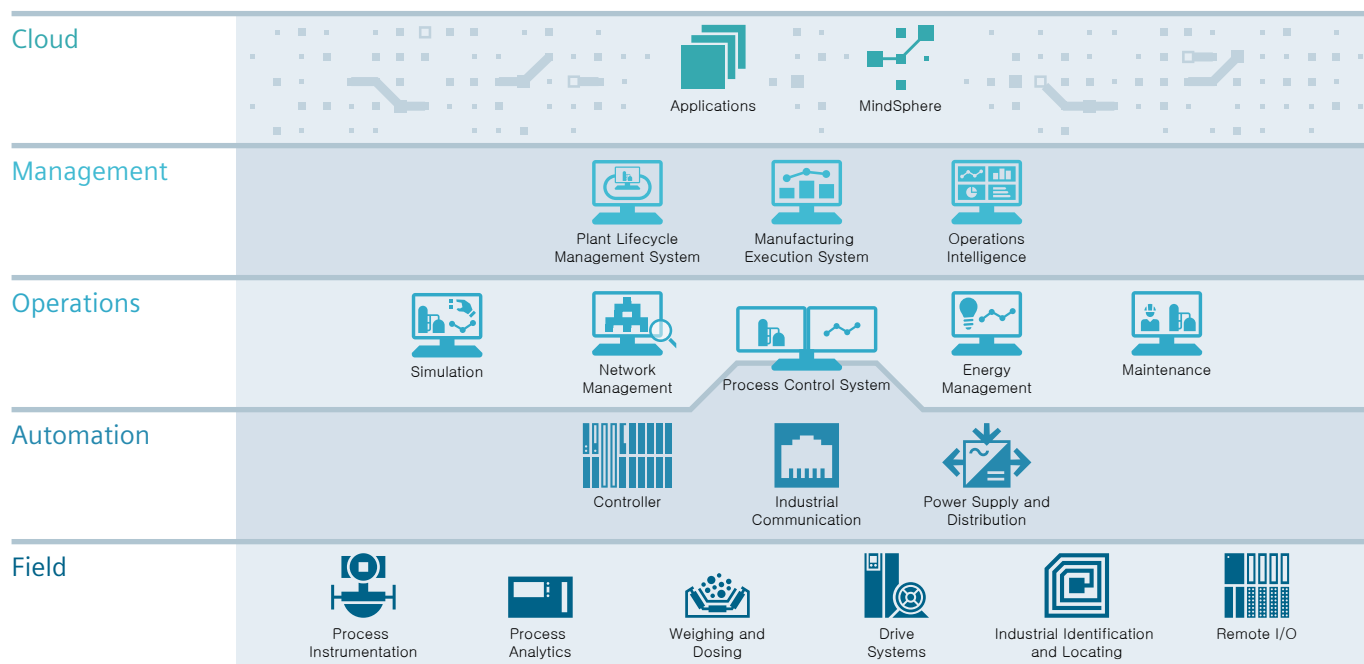 Cloud
Applications
MindSphere
Management
Plant Lifecycle
Management System
Manufacturing
Execution System
Operations
Intelligence
Operations
Simulation
Network
Management
Process Control System
Energy
Management
Maintenance
Automation
Controller
Industrial
Communication
Power Supply and
Distribution
Field
Process
Instrumentation
Process
Analytics
Weighing and
Dosing
Drive
Systems
Industrial Identification
and Locating
Remote I/O